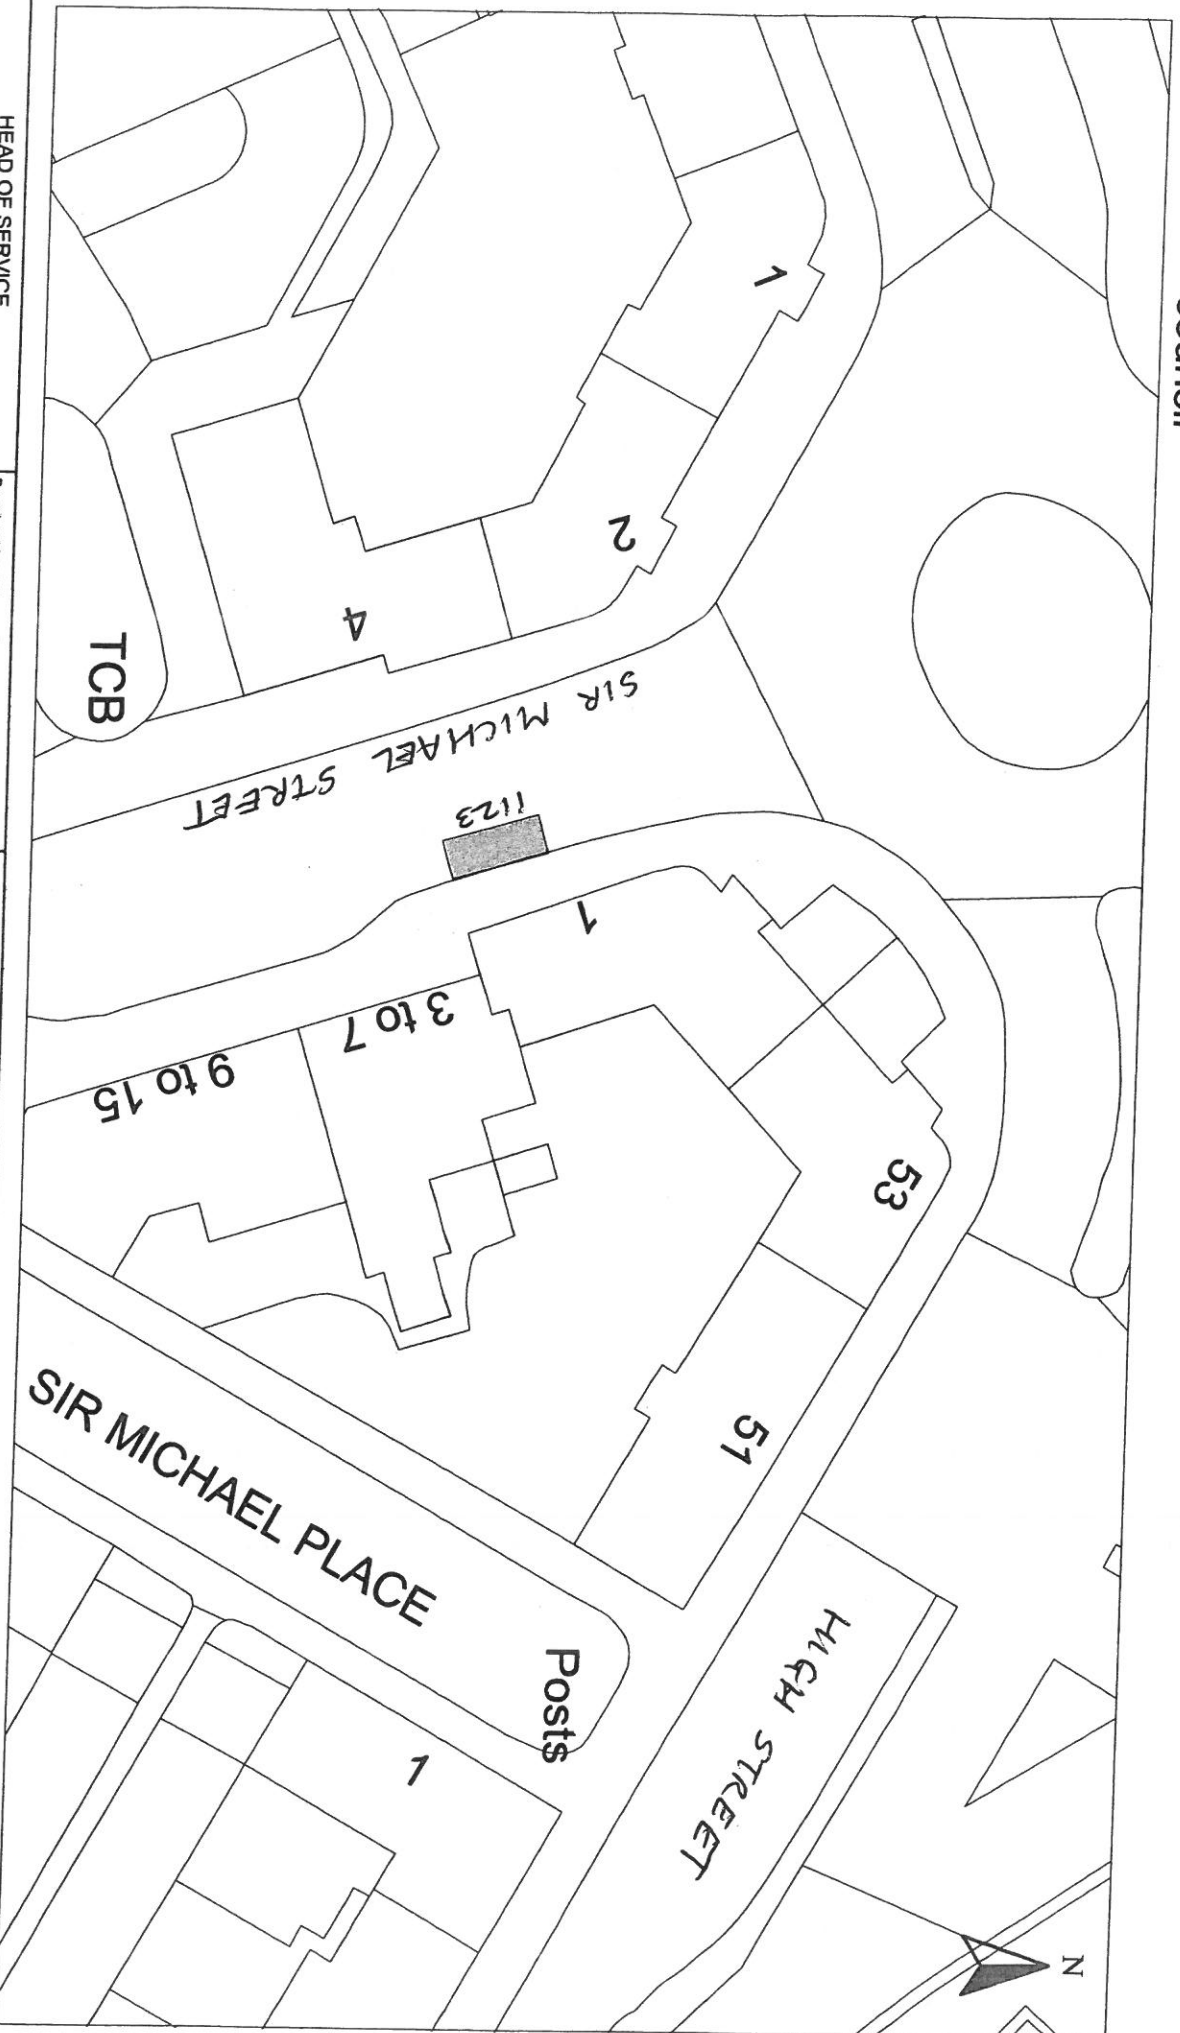 HEAD OF SERVICE
1
2
4
TCB
SIR MICHAEL STREET
1123
1
3 to 7
9 to 15
53
51
SIR MICHAEL PLACE
Posts
HIGH STREET
1
N